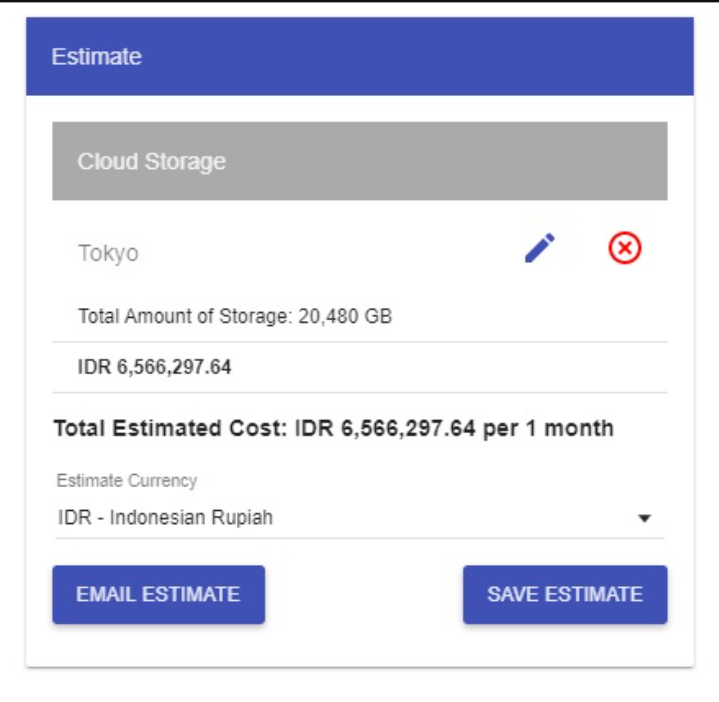 Estimate
Cloud Storage
Tokyo
Total Amount of Storage: 20,480 GB
IDR 6,566,297.64
Total Estimated Cost: IDR 6,566,297.64 per 1 month
Estimate Currency
IDR - Indonesian Rupiah
EMAIL ESTIMATE SAVE ESTIMATE